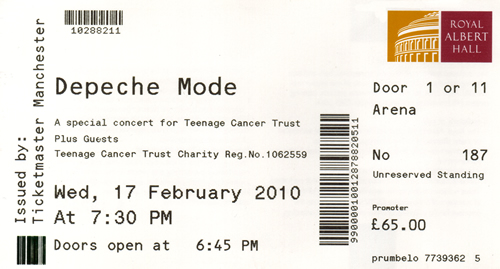 Issued by:
Ticketmaster Manchester
10288211
Depeche Mode
A special concert for Teenage Cancer Trust
Plus Guests
Teenage Cancer Trust Charity Reg.No.1062559
Wed, 17 February 2010
At 7:30 PM
Doors open at 6:45 PM
99000010012878820511
ROYAL
ALBERT
HALL
Door 1 or 11
Arena
No 187
Unreserved Standing
Promoter
£65.00
prumbelo 7739362 5